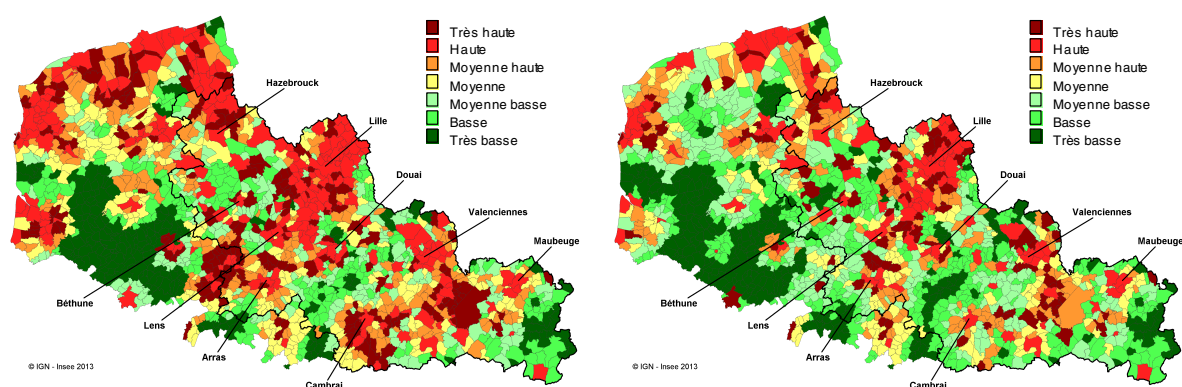 Très haute
Haute
Moyenne haute
Moyenne
Moyenne basse
Basse
Très basse
Hazebrouck
Lille
Douai
Valenciennes
Maubeuge
Béthune
Lens
Arras
Cambrai
© IGN - Insee 2013
Très haute
Haute
Moyenne haute
Moyenne
Moyenne basse
Basse
Très basse
Hazebrouck
Lille
Douai
Valenciennes
Maubeuge
Béthune
Lens
Arras
Cambrai
© IGN - Insee 2013